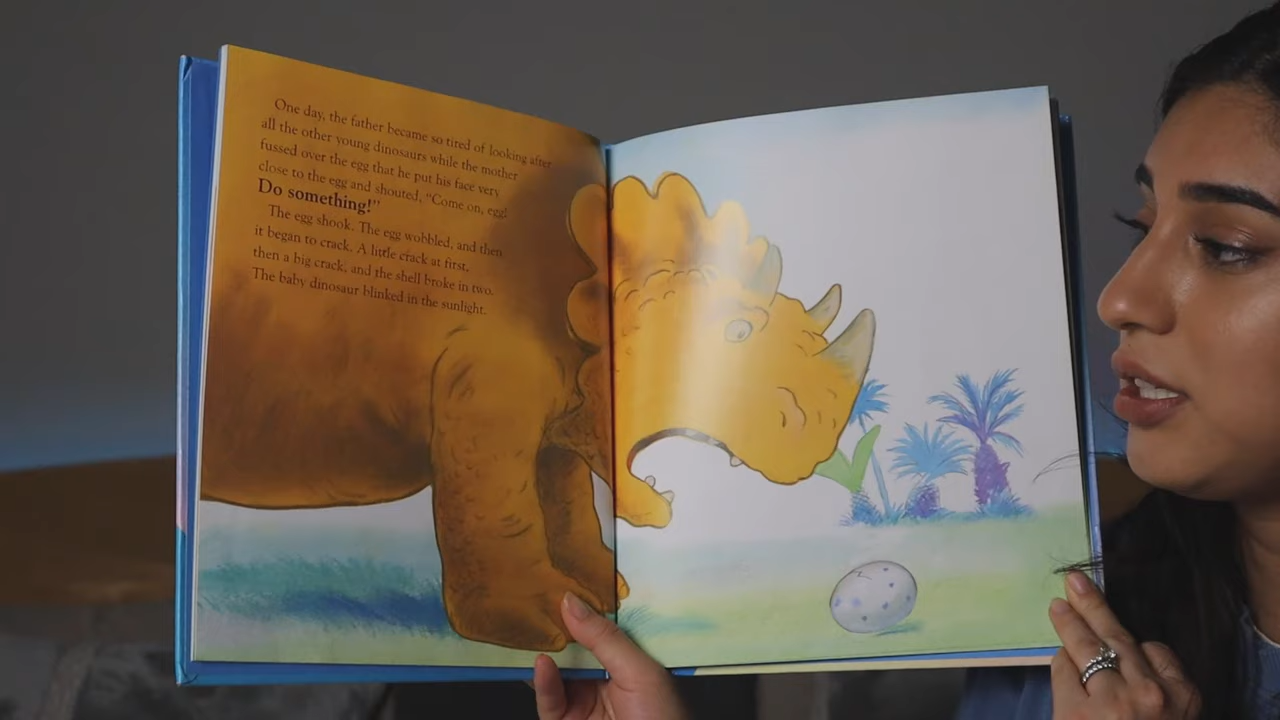 One day, the father became so tired of looking after
all the other young dinosaurs while the mother
fussed over the egg that he put his face very
close to the egg and shouted, “Come on, egg!
Do something!”
The egg shook. The egg wobbled, and then
it began to crack. A little crack at first,
then a big crack, and the shell broke in two.
The baby dinosaur blinked in the sunlight.